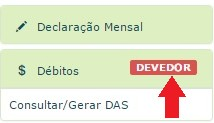 Declaração Mensal
$ Débitos DEVEDOR
Consultar/Gerar DAS